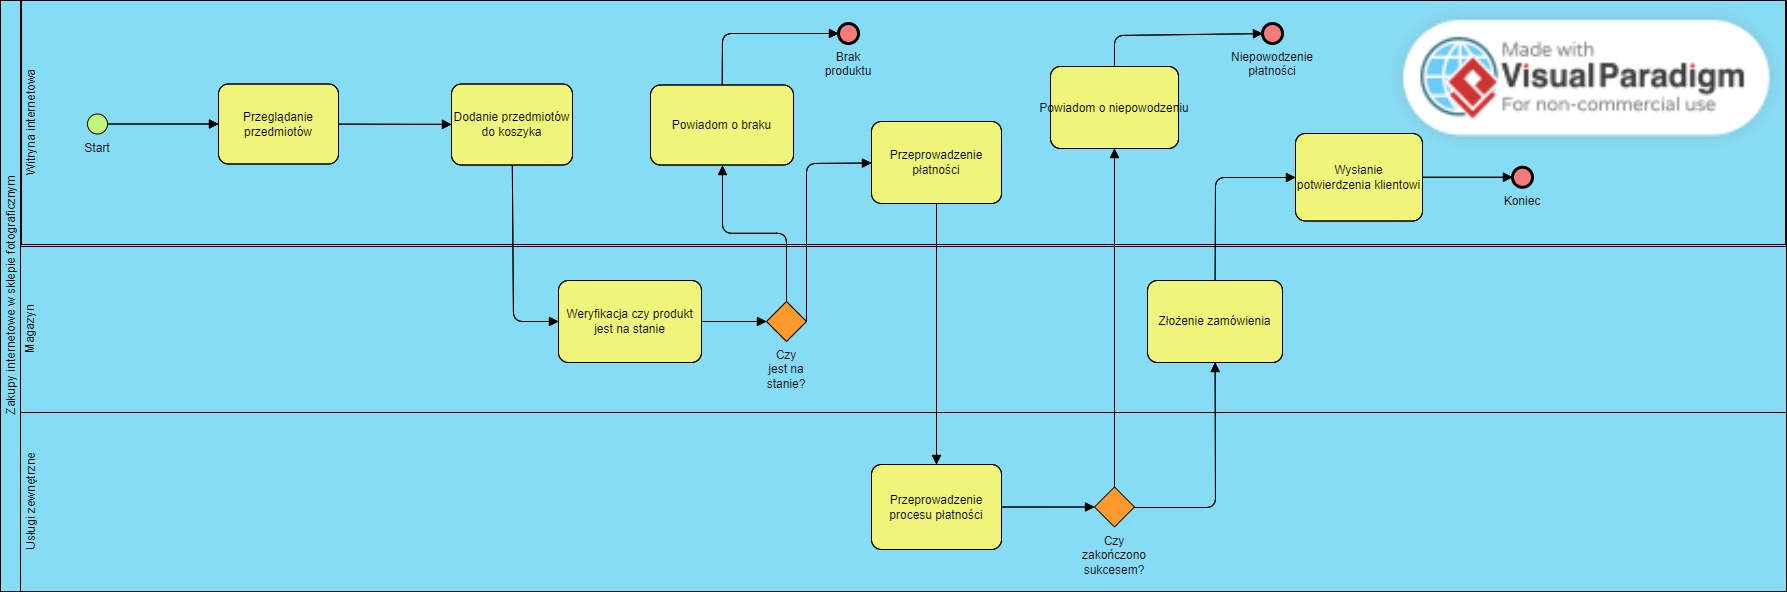 Zakupy internetowe w sklepie fotograficznym
Witryna internetowa
Start
Przeglądanie
przedmiotów
Dodanie przedmiotów
do koszyka
Powiadom o braku
Brak
produktu
Przeprowadzenie
płatności
Powiadom o niepowodzeniu
Niepowodzenie
płatności
Wysłanie
potwierdzenia klientowi
Koniec
Made with
Visual Paradigm
For non-commercial use
Magazyn
Weryfikacja czy produkt
jest na stanie
Czy
jest na
stanie?
Złożenie zamówienia
Usługi zewnętrzne
Przeprowadzenie
procesu płatności
Czy
zakończono
sukcesem?